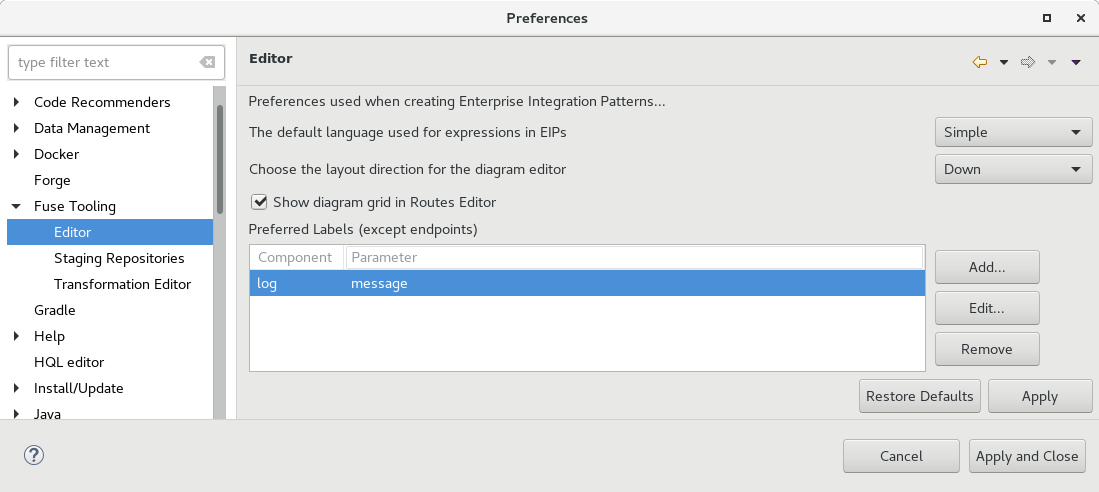 Preferences
type filter text
Code Recommenders
Data Management
Docker
Forge
Fuse Tooling
Editor
Staging Repositories
Transformation Editor
Gradle
Help
HQL editor
Install/Update
Java
Editor
Preferences used when creating Enterprise Integration Patterns...
The default language used for expressions in EIPs Simple
Choose the layout direction for the diagram editor Down
Show diagram grid in Routes Editor
Preferred Labels (except endpoints)
Component Parameter
log message
Add...
Edit...
Remove
Restore Defaults Apply
? Cancel Apply and Close